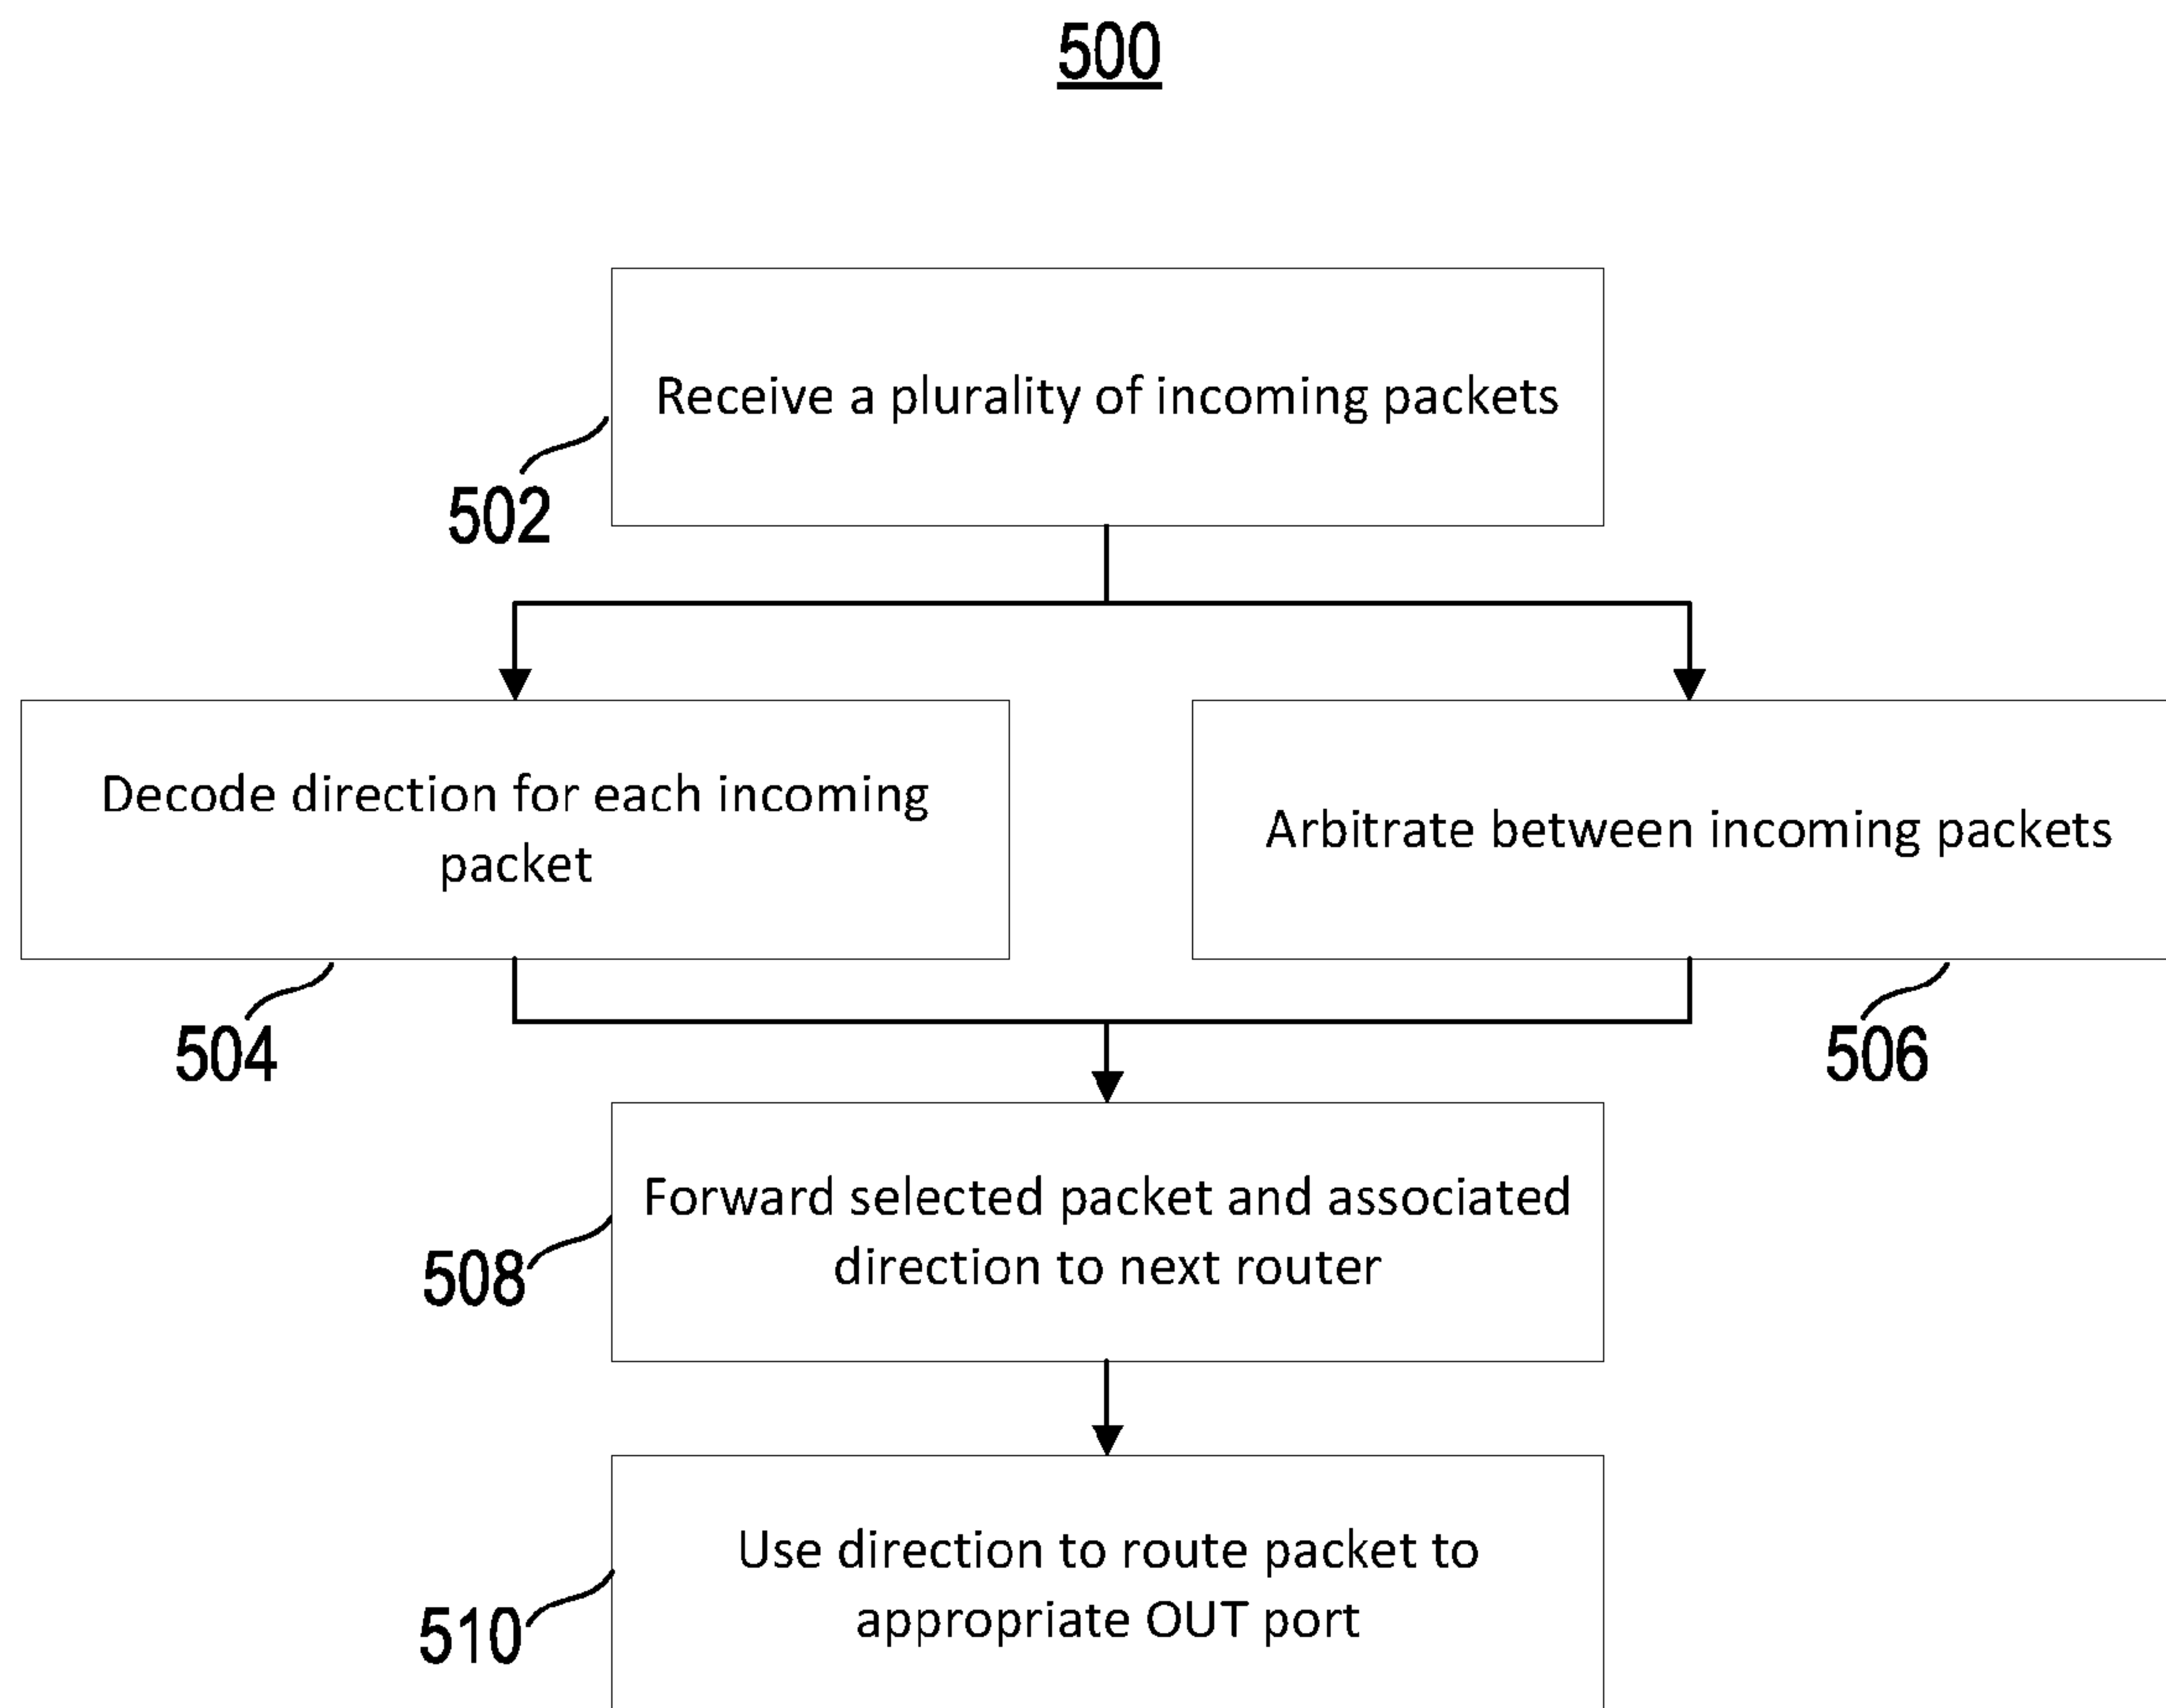 500
Receive a plurality of incoming packets
502
Decode direction for each incoming
packet
504
Arbitrate between incoming packets
506
Forward selected packet and associated
direction to next router
508
Use direction to route packet to
appropriate OUT port
510